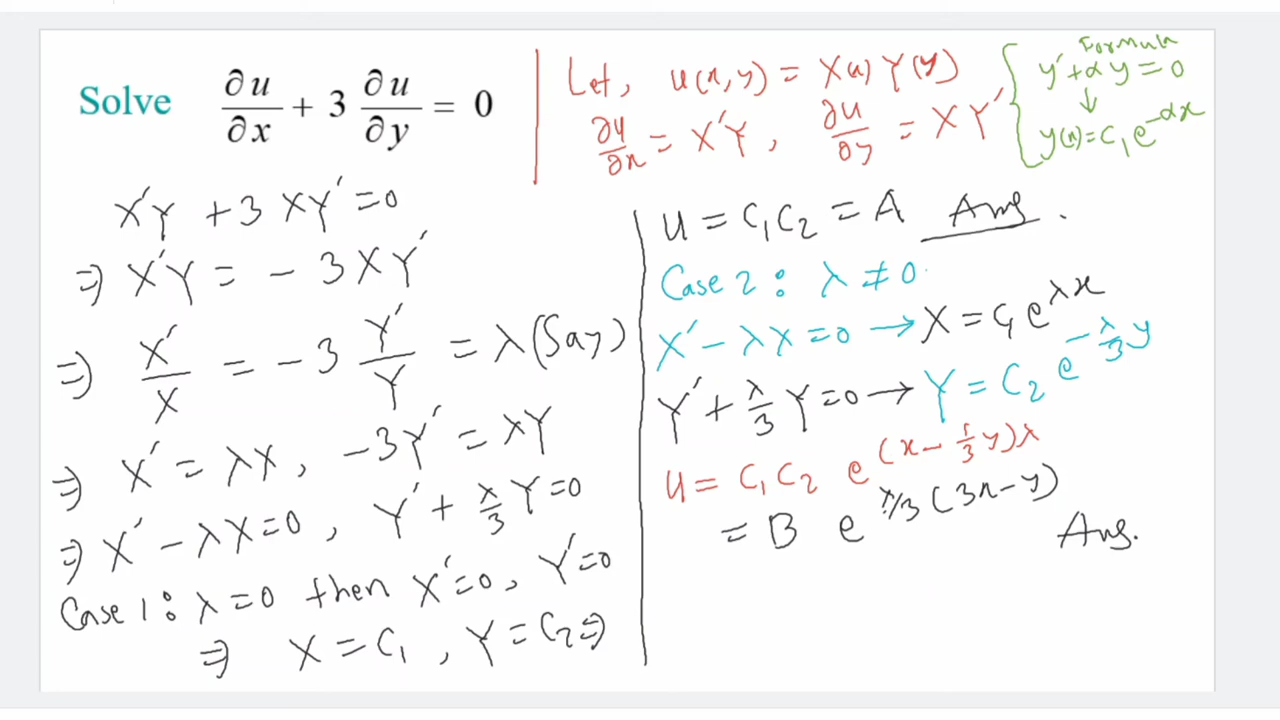 Solve ∂u/∂x + 3 ∂u/∂y = 0
Let, u(x,y) = X(x) Y(y)
∂u/∂x = X'Y, ∂u/∂y = XY'
Formula
y' + αy = 0
↓
y(x) = C₁e^(-αx)
X'Y + 3XY' = 0
⇒ X'Y = -3XY'
⇒ X'/X = -3 Y'/Y = λ (Say)
⇒ X' = λX, -3Y' = λY
⇒ X' - λX = 0, Y' + λ/3 Y = 0
Case 1: λ = 0 then X' = 0, Y' = 0
⇒ X = C₁, Y = C₂ ⇒
u = C₁C₂ = A Ans.
Case 2: λ ≠ 0
X' - λX = 0 → X = C₁e^(λx)
Y' + λ/3 Y = 0 → Y = C₂ e^(-λ/3 y)
u = C₁C₂ e^((x - 1/3 y)λ)
= B e^(λ/3 (3x - y)) Ans.